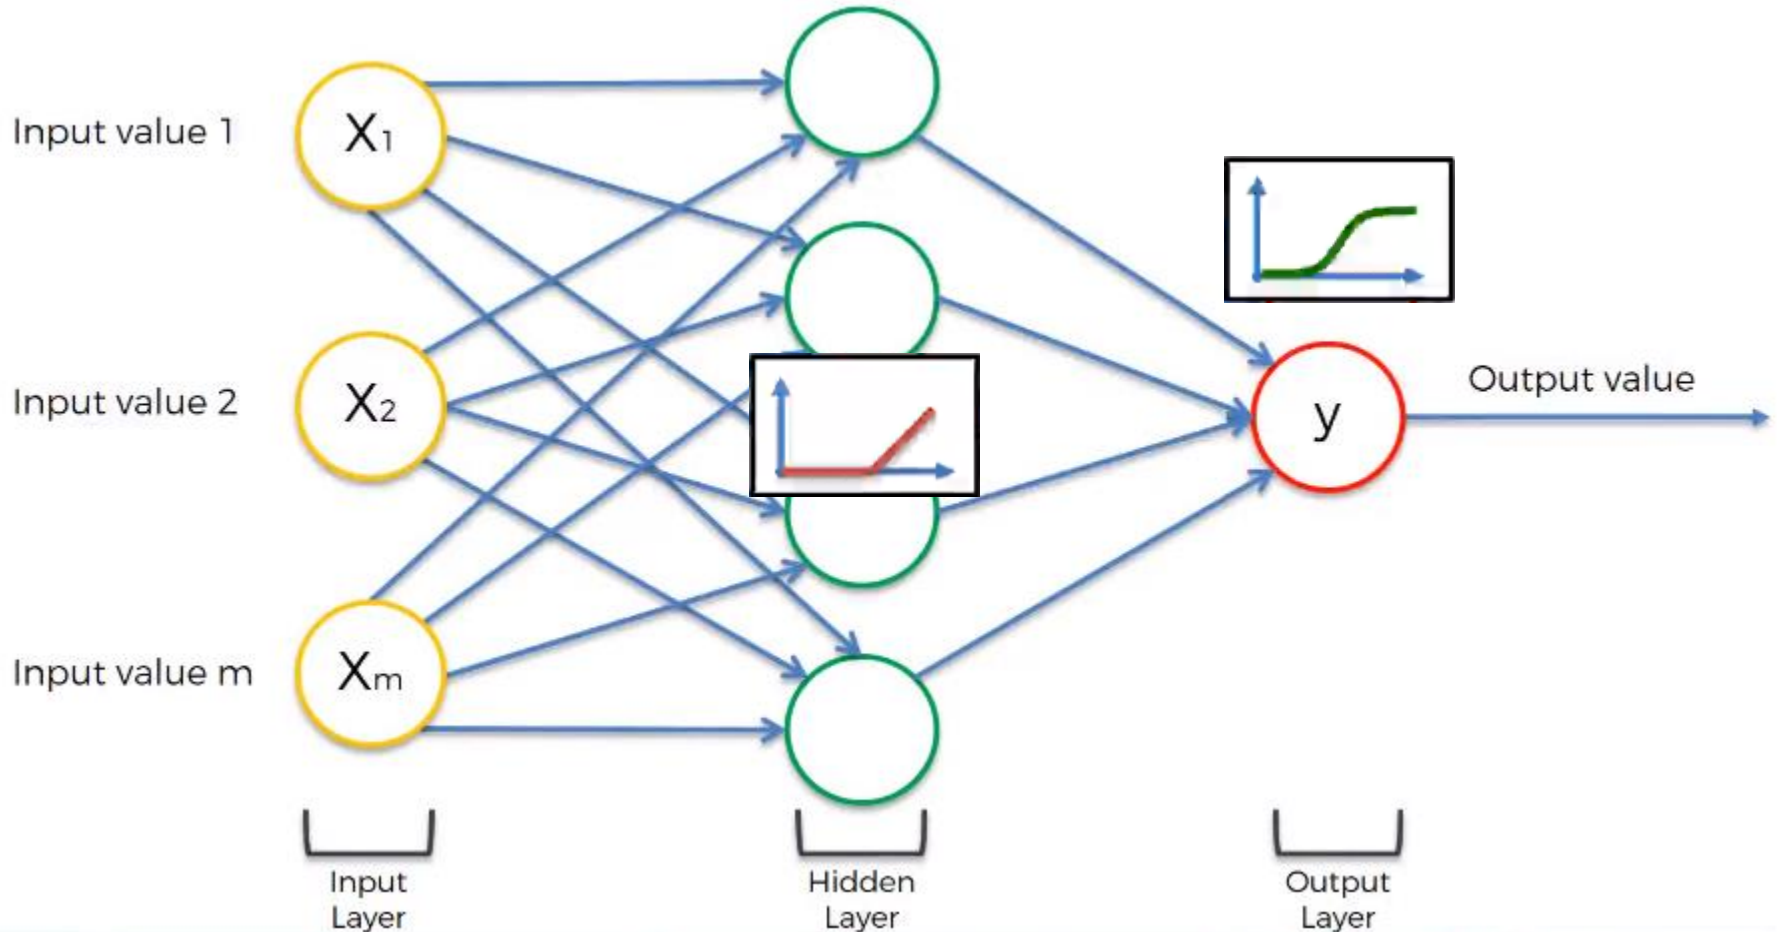 Input value 1
X₁
Input value 2
X₂
Output value
y
Input value m
Xₘ
Input
Layer
Hidden
Layer
Output
Layer